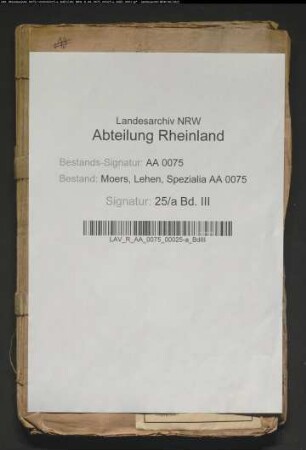 Landesarchiv NRW
Abteilung Rheinland
Bestands-Signatur: AA 0075
Bestand: Moers, Lehen, Spezialia AA 0075
Signatur: 25/a Bd. III
LAV_R_AA_0075_00025-a_BdIII